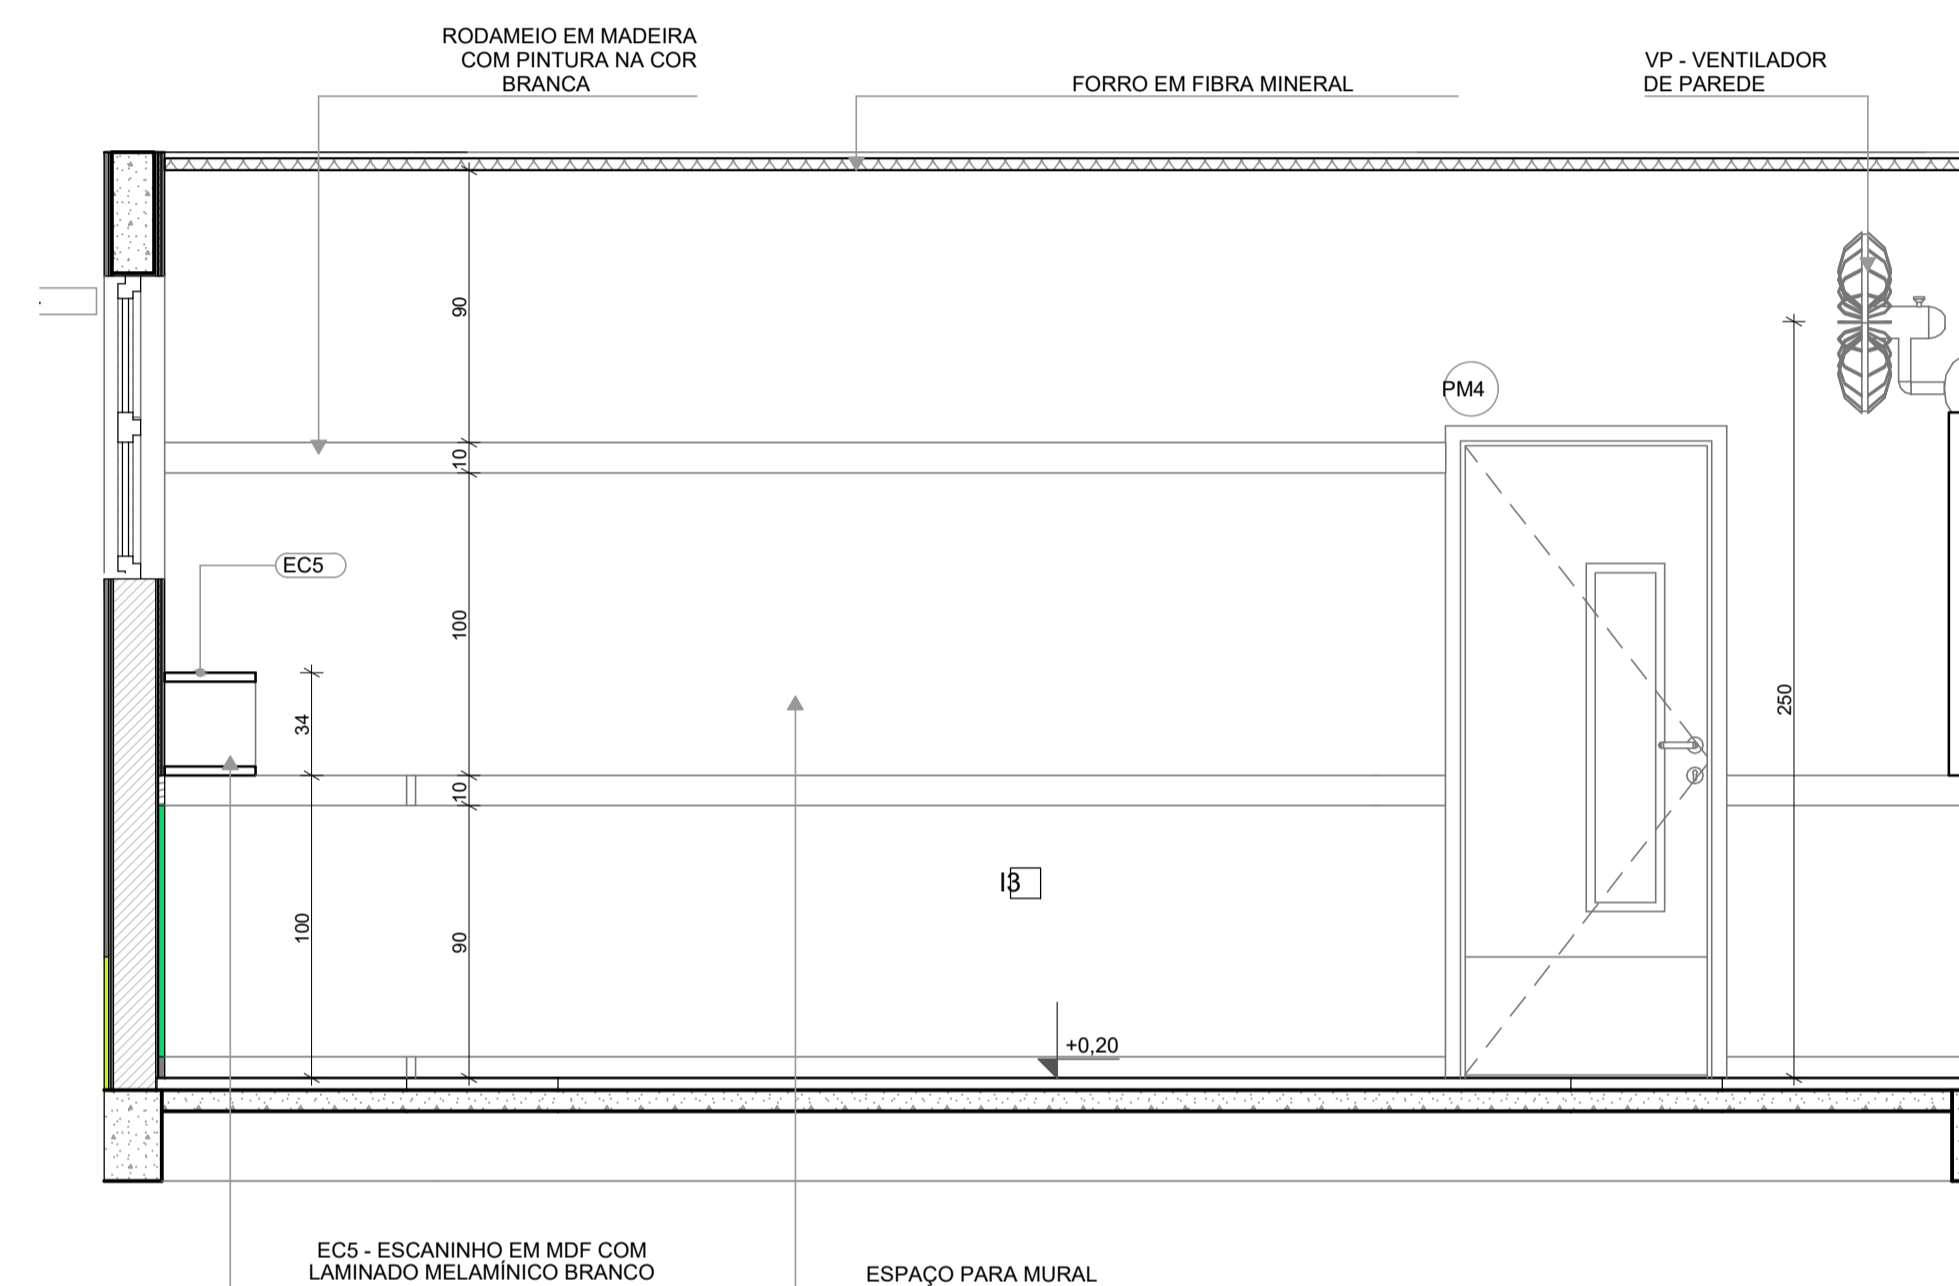 RODAMEIO EM MADEIRA
COM PINTURA NA COR
BRANCA
FORRO EM FIBRA MINERAL
VP - VENTILADOR
DE PAREDE
90
PM4
10
EC5
100
34
250
10
I3
100
90
+0,20
EC5 - ESCANINHO EM MDF COM
LAMINADO MELAMÍNICO BRANCO
ESPAÇO PARA MURAL